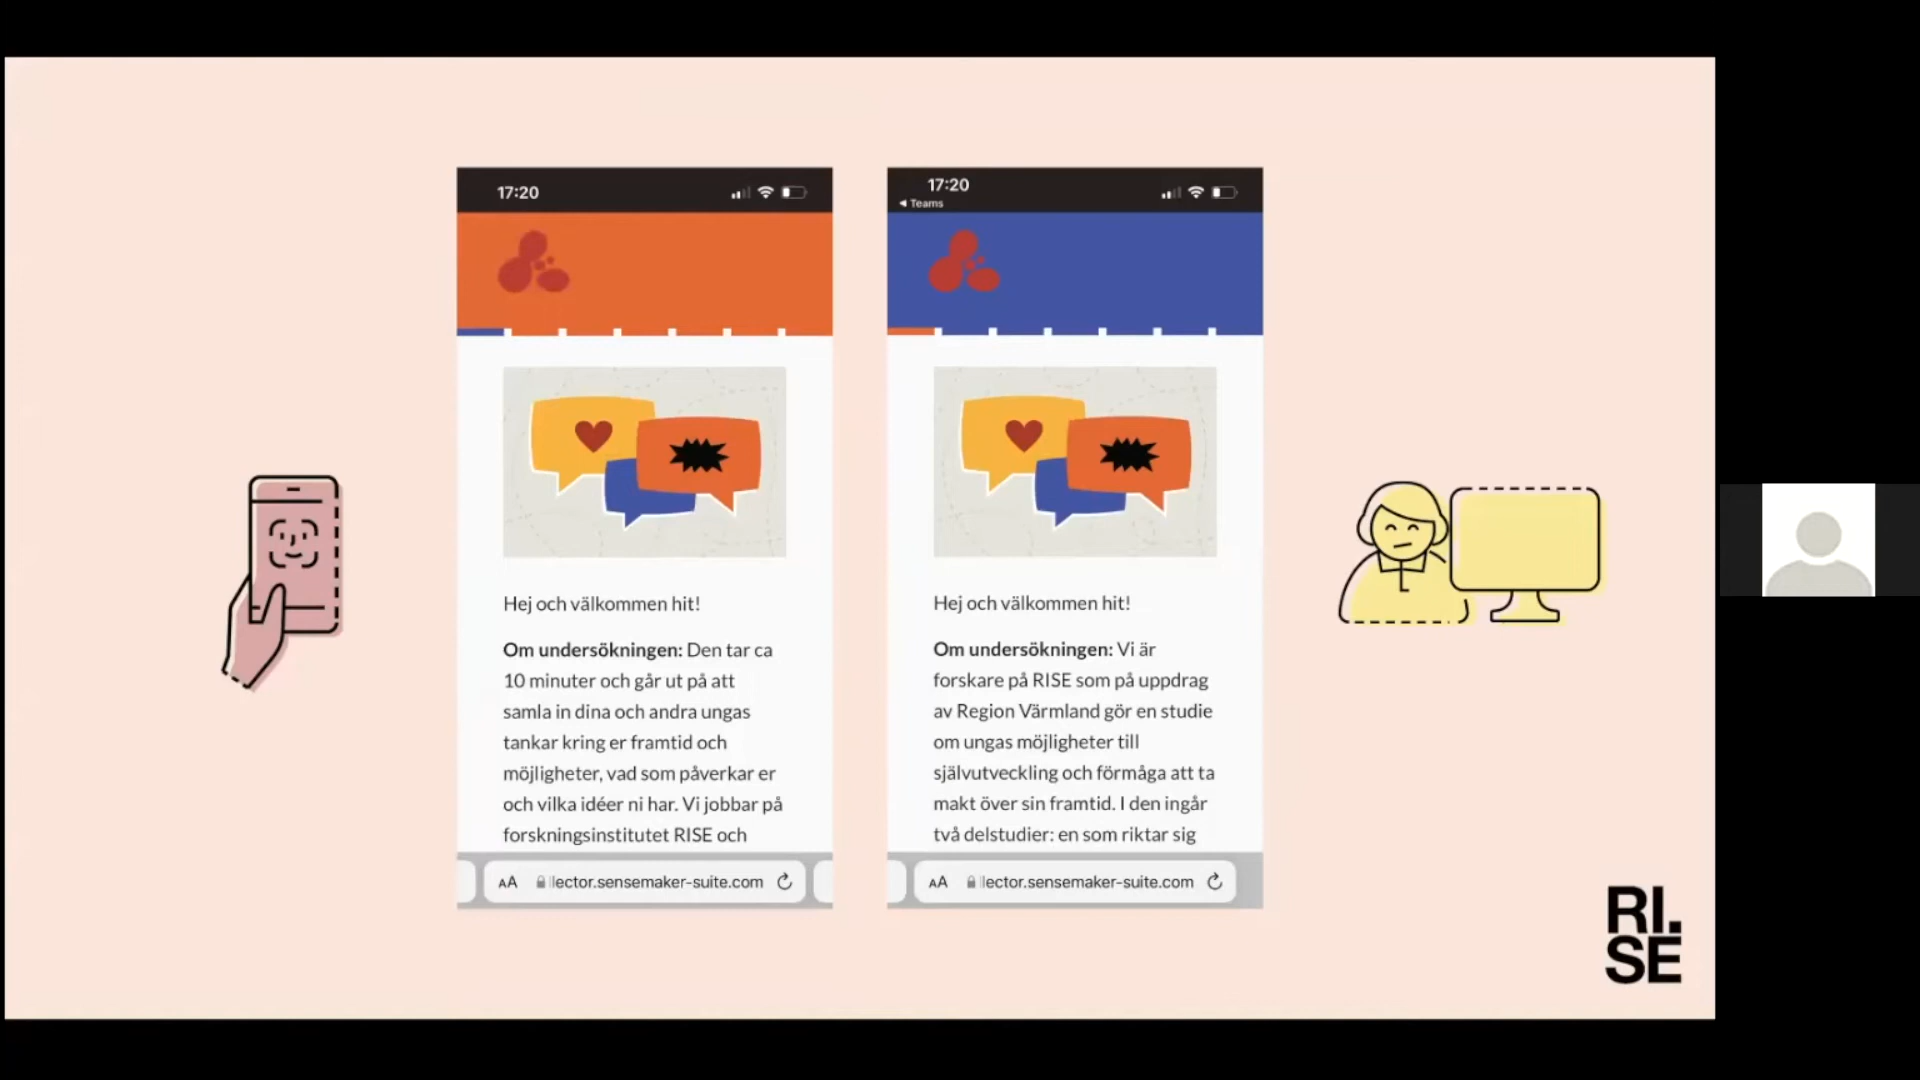 17:20
Hej och välkommen hit!
Om undersökningen: Den tar ca
10 minuter och går ut på att
samla in dina och andra ungas
tankar kring er framtid och
möjligheter, vad som påverkar er
och vilka idéer ni har. Vi jobbar på
forskningsinstitutet RISE och
AA lector.sensemaker-suite.com
17:20
Teams
Hej och välkommen hit!
Om undersökningen: Vi är
forskare på RISE som på uppdrag
av Region Värmland gör en studie
om ungas möjligheter till
självutveckling och förmåga att ta
makt över sin framtid. I den ingår
två delstudier: en som riktar sig
AA lector.sensemaker-suite.com
RI.
SE